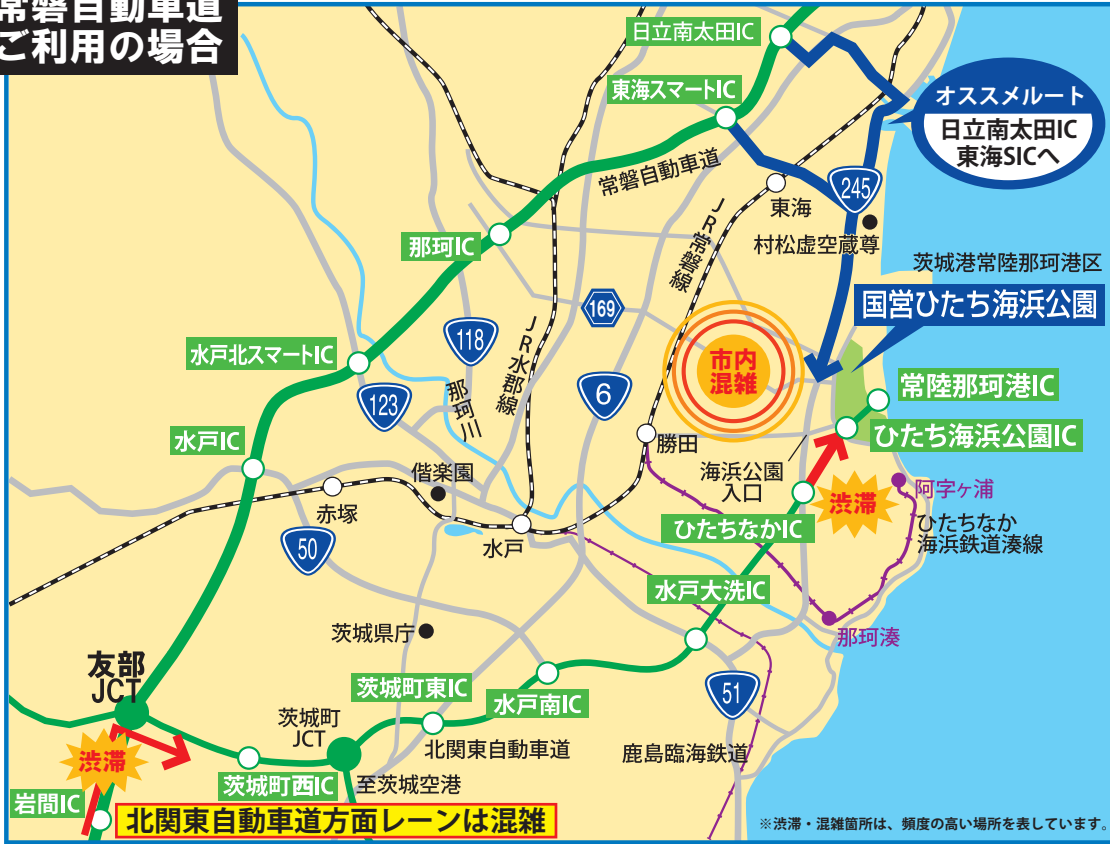 常磐自動車道
ご利用の場合
日立南太田IC
東海スマートIC
オススメルート
日立南太田IC
東海SICへ
常磐自動車道
JR常磐線
東海
245
村松虚空蔵尊
那珂IC
茨城港常陸那珂港区
国営ひたち海浜公園
169
118
JR水郡線
水戸北スマートIC
市内
混雑
6
123
那珂川
常陸那珂港IC
水戸IC
勝田
ひたち海浜公園IC
海浜公園
入口
偕楽園
赤塚
渋滞
阿字ヶ浦
ひたちなか
海浜鉄道湊線
ひたちなかIC
水戸
50
水戸大洗IC
茨城県庁
那珂湊
友部
JCT
茨城町東IC
水戸南IC
51
茨城町
JCT
北関東自動車道
鹿島臨海鉄道
渋滞
茨城町西IC
至茨城空港
岩間IC
北関東自動車道方面レーンは混雑
※渋滞・混雑箇所は、頻度の高い場所を表しています。